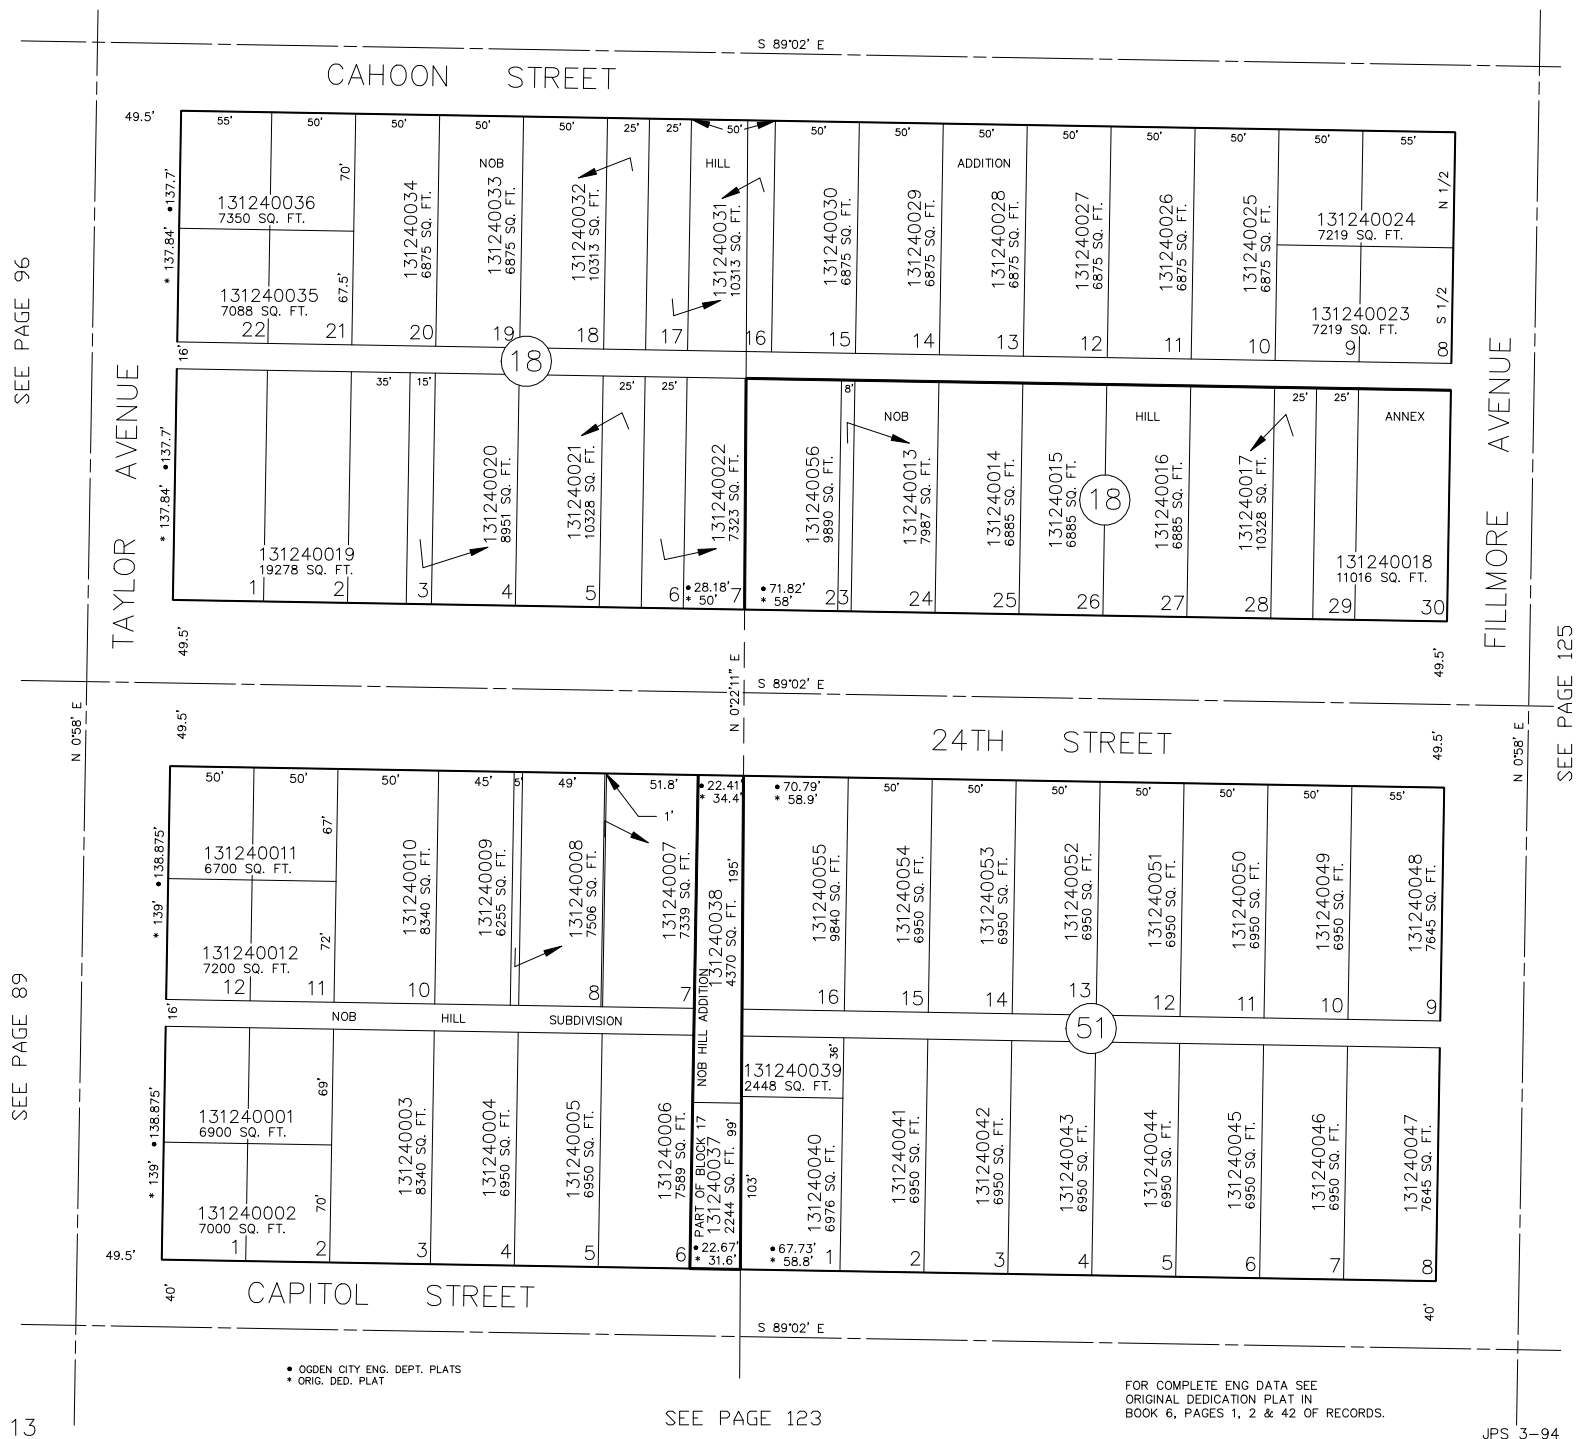 S 89°02' E
CAHOON STREET
49.5'
55' 50' 50' 50' 50' 25' 25' 50' 50' 50' 50' 50' 50' 50' 50' 55'
NOB HILL ADDITION
* 137.84' •137.7'
70'
67.5'
131240036
7350 SQ. FT.
131240035
7088 SQ. FT.
131240034
6875 SQ. FT.
131240033
6875 SQ. FT.
131240032
10313 SQ. FT.
131240031
10313 SQ. FT.
131240030
6875 SQ. FT.
131240029
6875 SQ. FT.
131240028
6875 SQ. FT.
131240027
6875 SQ. FT.
131240026
6875 SQ. FT.
131240025
6875 SQ. FT.
131240024
7219 SQ. FT.
N 1/2
131240023
7219 SQ. FT.
S 1/2
22 21 20 19 18 17 16 15 14 13 12 11 10 9 8
18
16'
SEE PAGE 96
TAYLOR AVENUE
FILLMORE AVENUE
35' 15' 25' 25' 8' 25' 25'
NOB HILL ANNEX
* 137.84' •137.7'
131240019
19278 SQ. FT.
131240020
8951 SQ. FT.
131240021
10328 SQ. FT.
131240022
7323 SQ. FT.
131240056
9890 SQ. FT.
131240013
7987 SQ. FT.
131240014
6885 SQ. FT.
131240015
6885 SQ. FT.
18
131240016
6885 SQ. FT.
131240017
10328 SQ. FT.
131240018
11016 SQ. FT.
1 2 3 4 5 6 7 23 24 25 26 27 28 29 30
•28.18'
* 50'
•71.82'
* 58'
49.5'
49.5'
SEE PAGE 125
N 0°22'11" E
S 89°02' E
N 0°58' E
N 0°58' E
49.5'
49.5'
24TH STREET
50' 50' 50' 45' 5' 49' 51.8' •22.41' •70.79' 50' 50' 50' 50' 50' 50' 55'
* 34.4' * 58.9'
1'
* 139' •138.875'
67'
72'
131240011
6700 SQ. FT.
131240012
7200 SQ. FT.
131240010
8340 SQ. FT.
131240009
6255 SQ. FT.
131240008
7506 SQ. FT.
131240007
7339 SQ. FT.
131240038
4370 SQ. FT. 195'
131240055
9840 SQ. FT.
131240054
6950 SQ. FT.
131240053
6950 SQ. FT.
131240052
6950 SQ. FT.
131240051
6950 SQ. FT.
131240050
6950 SQ. FT.
131240049
6950 SQ. FT.
131240048
7645 SQ. FT.
12 11 10 8 7 16 15 14 13 12 11 10 9
SEE PAGE 89
16'
NOB HILL SUBDIVISION
51
PART OF BLOCK 17 NOB HILL ADDITION
* 139' •138.875'
69'
70'
131240001
6900 SQ. FT.
131240002
7000 SQ. FT.
131240003
8340 SQ. FT.
131240004
6950 SQ. FT.
131240005
6950 SQ. FT.
131240006
7589 SQ. FT.
131240037
2244 SQ. FT. 99'
131240039
2448 SQ. FT.
36'
103'
131240040
6976 SQ. FT.
131240041
6950 SQ. FT.
131240042
6950 SQ. FT.
131240043
6950 SQ. FT.
131240044
6950 SQ. FT.
131240045
6950 SQ. FT.
131240046
6950 SQ. FT.
131240047
7645 SQ. FT.
1 2 3 4 5 6 1 2 3 4 5 6 7 8
•22.67'
* 31.6'
•67.73'
* 58.8'
49.5'
40'
40'
CAPITOL STREET
S 89°02' E
• OGDEN CITY ENG. DEPT. PLATS
* ORIG. DED. PLAT
FOR COMPLETE ENG DATA SEE
ORIGINAL DEDICATION PLAT IN
BOOK 6, PAGES 1, 2 & 42 OF RECORDS.
SEE PAGE 123
13
JPS 3-94